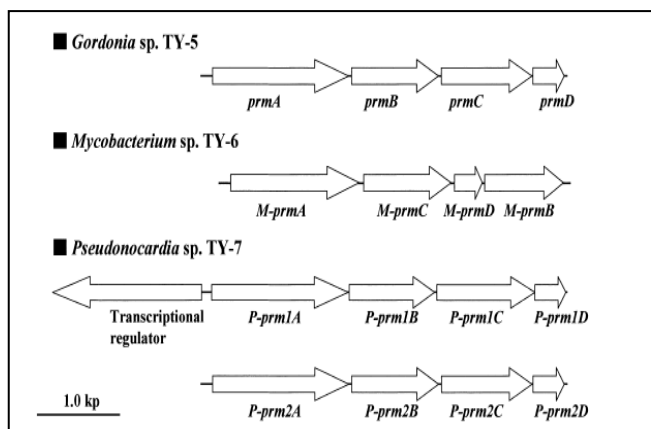 ■ Gordonia sp. TY-5
prmA prmB prmC prmD
■ Mycobacterium sp. TY-6
M-prmA M-prmC M-prmD M-prmB
■ Pseudonocardia sp. TY-7
Transcriptional P-prm1A P-prm1B P-prm1C P-prm1D
regulator
1.0 kp
P-prm2A P-prm2B P-prm2C P-prm2D